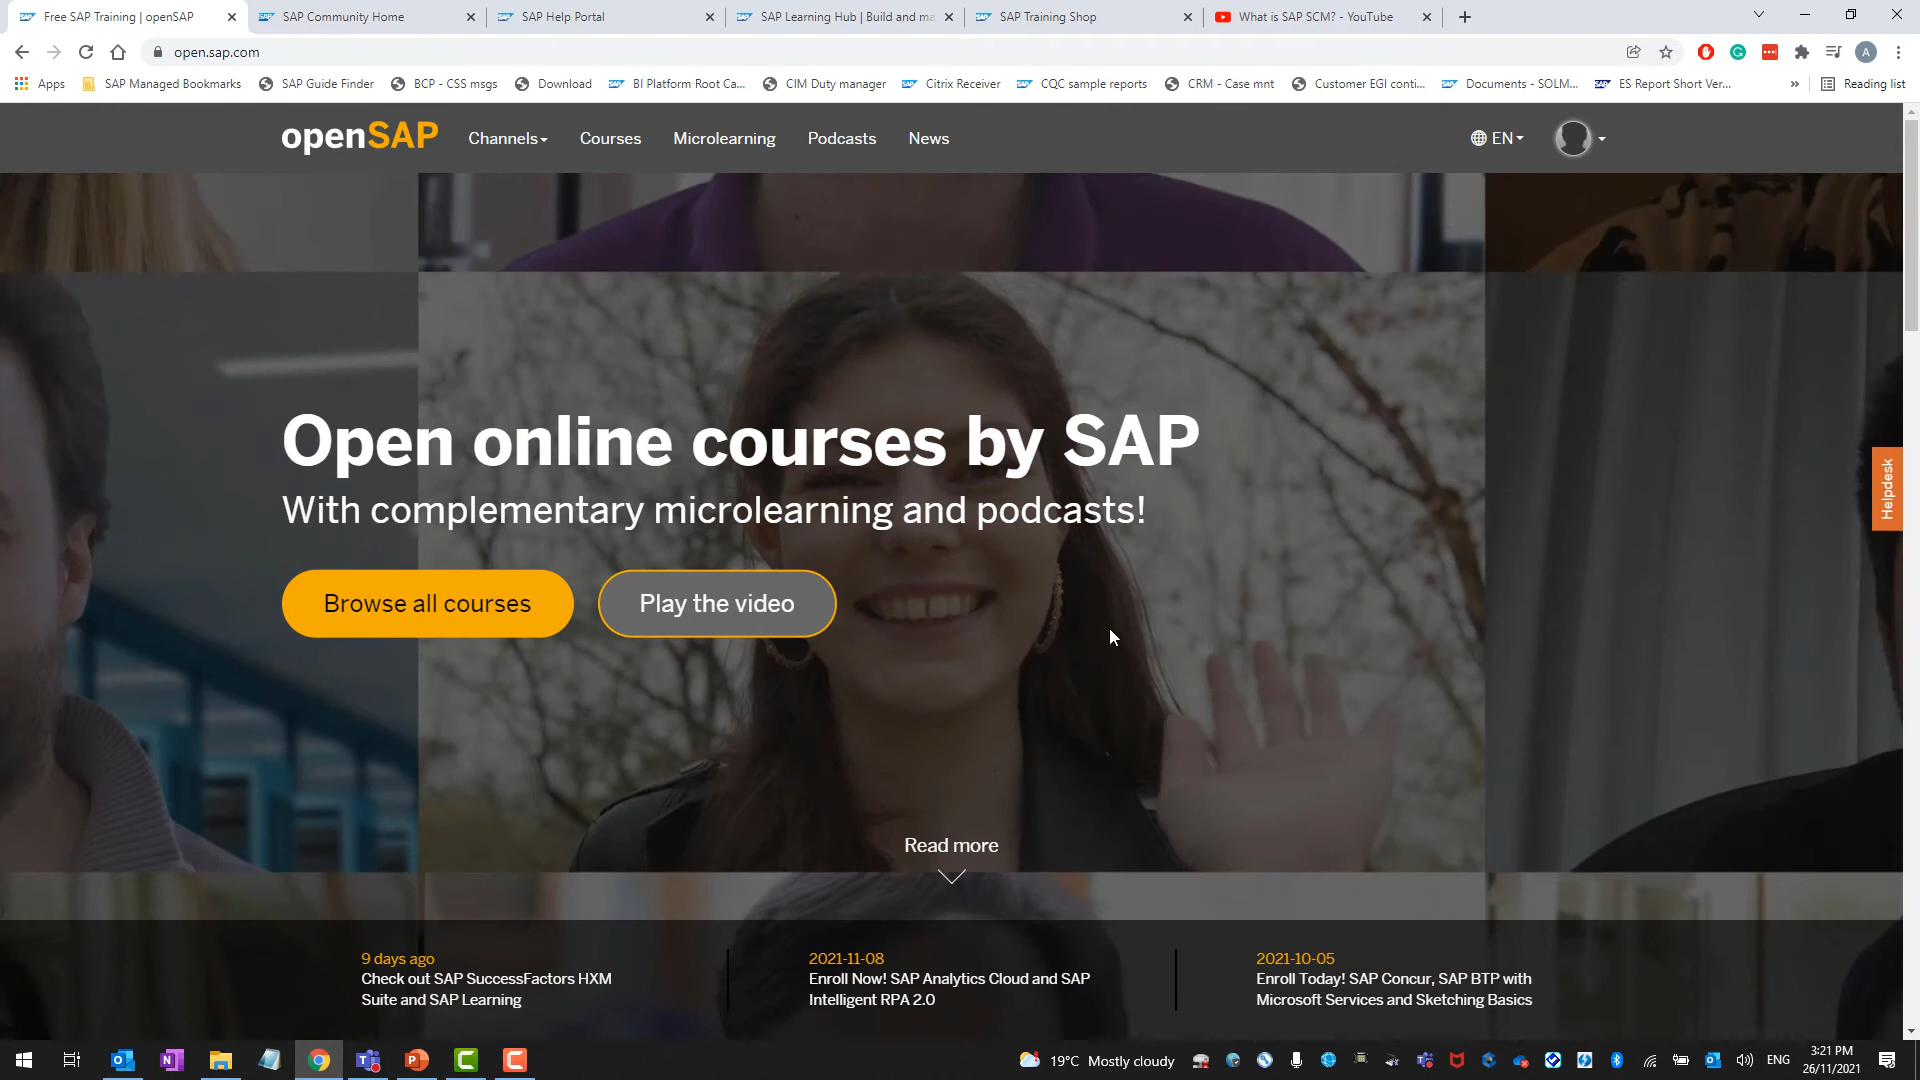 Free SAP Training | openSAP
SAP Community Home
SAP Help Portal
SAP Learning Hub | Build and ma
SAP Training Shop
What is SAP SCM? - YouTube
open.sap.com
A
Apps
SAP Managed Bookmarks
SAP Guide Finder
BCP - CSS msgs
Download
BI Platform Root Ca...
CIM Duty manager
Citrix Receiver
CQC sample reports
CRM - Case mnt
Customer EGI conti...
Documents - SOLM...
ES Report Short Ver...
»
Reading list
openSAP
Channels
Courses
Microlearning
Podcasts
News
EN
Open online courses by SAP
With complementary microlearning and podcasts!
Browse all courses
Play the video
Helpdesk
Read more
9 days ago
Check out SAP SuccessFactors HXM
Suite and SAP Learning
2021-11-08
Enroll Now! SAP Analytics Cloud and SAP
Intelligent RPA 2.0
2021-10-05
Enroll Today! SAP Concur, SAP BTP with
Microsoft Services and Sketching Basics
19°C Mostly cloudy
ENG
3:21 PM
26/11/2021